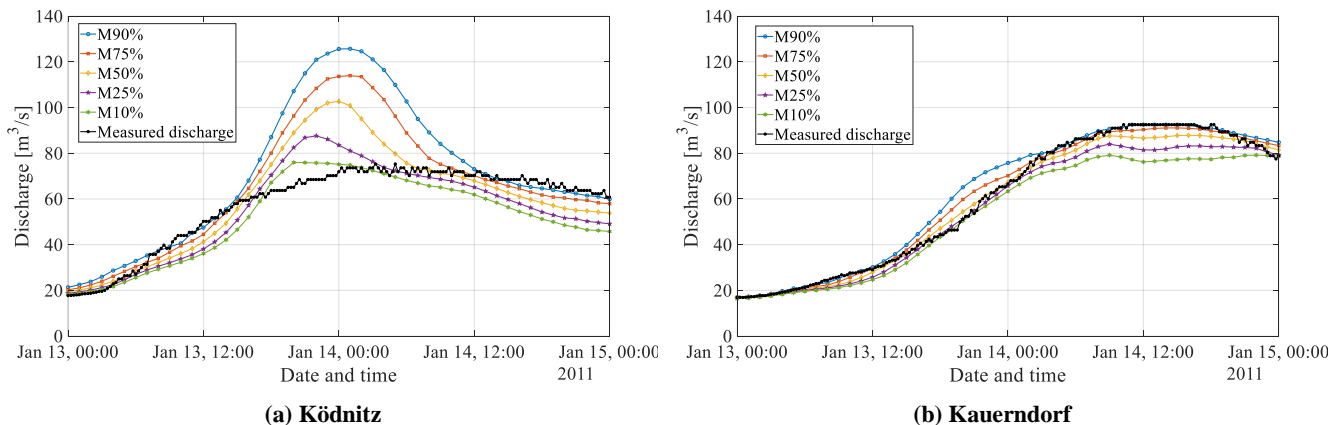 140
120
100
80
60
40
20
0
Discharge [m³/s]
M90%
M75%
M50%
M25%
M10%
Measured discharge
Jan 13, 00:00
Jan 13, 12:00
Jan 14, 00:00
Jan 14, 12:00
Jan 15, 00:00
2011
Date and time
(a) Ködnitz
140
120
100
80
60
40
20
0
Discharge [m³/s]
M90%
M75%
M50%
M25%
M10%
Measured discharge
Jan 13, 00:00
Jan 13, 12:00
Jan 14, 00:00
Jan 14, 12:00
Jan 15, 00:00
2011
Date and time
(b) Kauerndorf